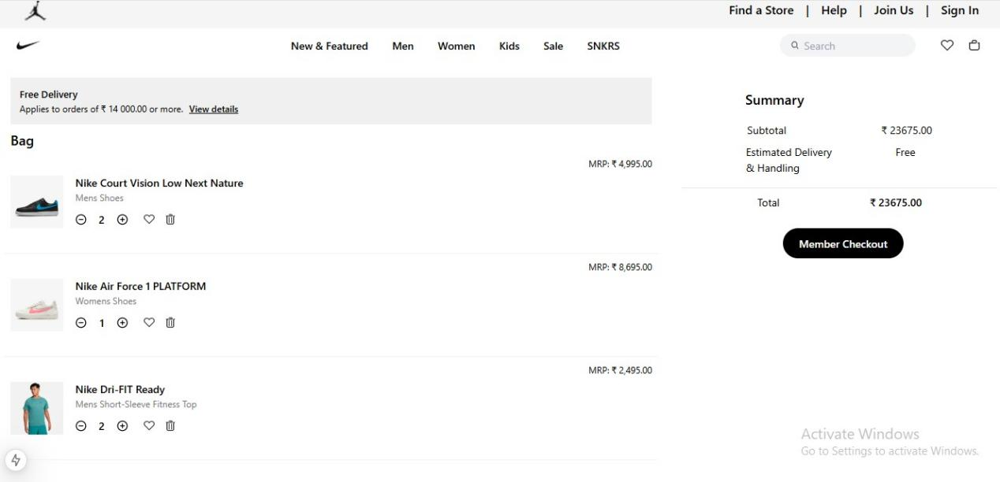 Find a Store | Help | Join Us | Sign In
New & Featured Men Women Kids Sale SNKRS
Search
Free Delivery
Applies to orders of ₹ 14 000.00 or more. View details
Bag
MRP: ₹ 4,995.00
Nike Court Vision Low Next Nature
Mens Shoes
2
MRP: ₹ 8,695.00
Nike Air Force 1 PLATFORM
Womens Shoes
1
MRP: ₹ 2,495.00
Nike Dri-FIT Ready
Mens Short-Sleeve Fitness Top
2
Summary
Subtotal ₹ 23675.00
Estimated Delivery Free
& Handling
Total ₹ 23675.00
Member Checkout
Activate Windows
Go to Settings to activate Windows.